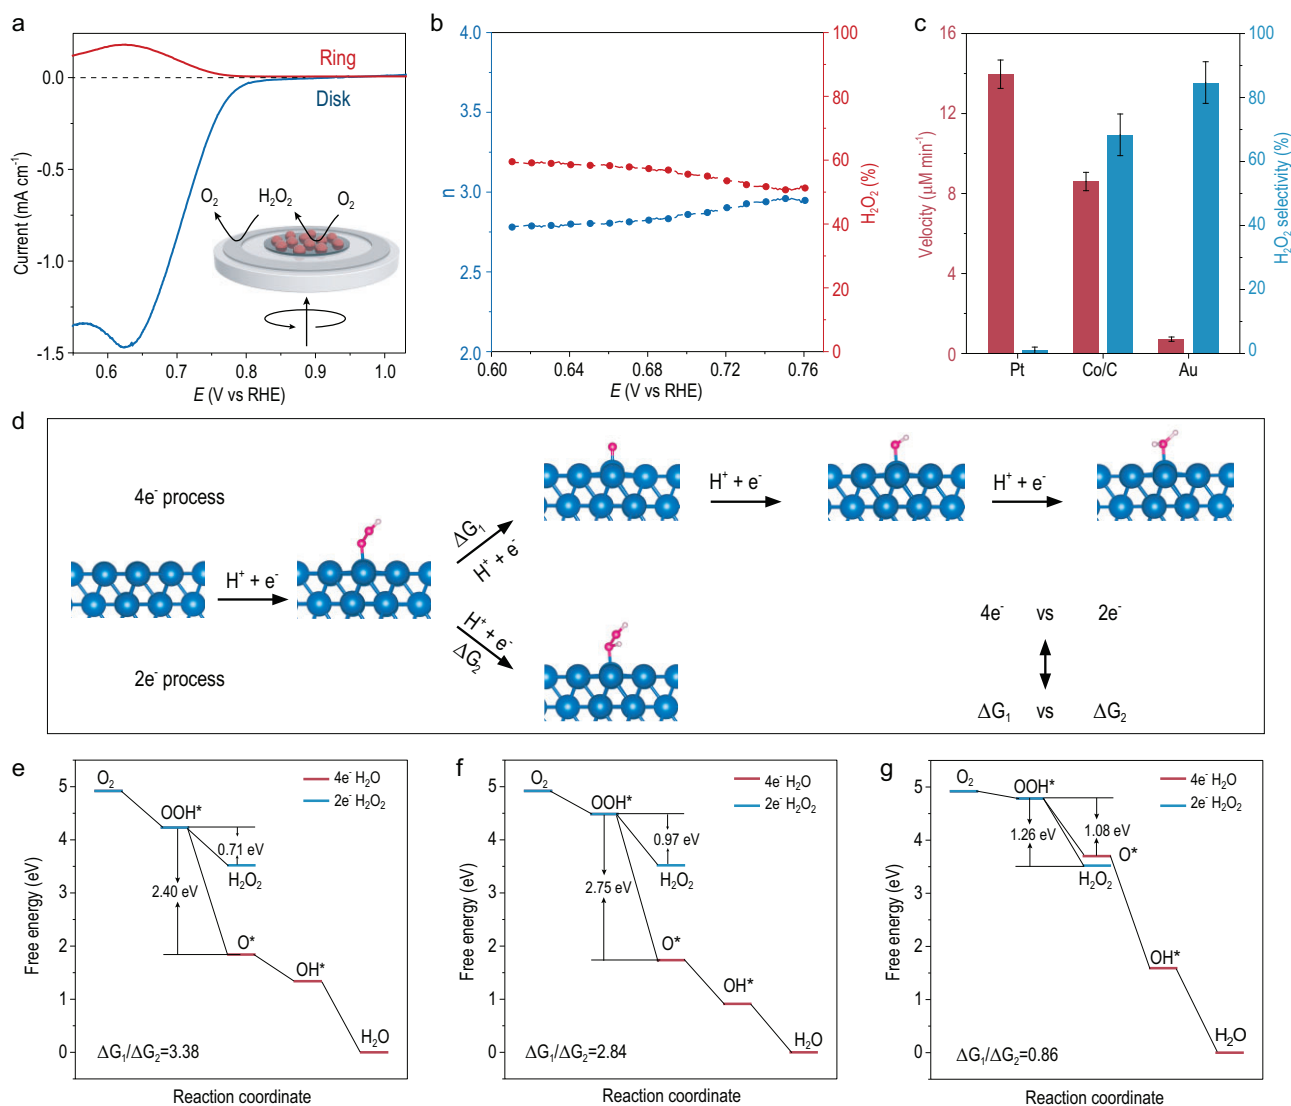 a
0.0
-0.5
-1.0
-1.5
Current (mA cm⁻¹)
Ring
Disk
O₂
H₂O₂
O₂
0.6 0.7 0.8 0.9 1.0
E (V vs RHE)
b
4.0
3.5
3.0
2.5
2.0
n
100
80
60
40
20
0
H₂O₂ (%)
0.60 0.64 0.68 0.72 0.76
E (V vs RHE)
c
16
12
8
4
0
Velocity (μM min⁻¹)
100
80
60
40
20
0
H₂O₂ selectivity (%)
Pt Co/C Au
d
4e⁻ process
H⁺ + e⁻
ΔG₁
H⁺ + e⁻
H⁺ + e⁻
H⁺ + e⁻
H⁺ + e⁻
ΔG₂
2e⁻ process
4e⁻ vs 2e⁻
ΔG₁ vs ΔG₂
e
5
4
3
2
1
0
Free energy (eV)
O₂
4e⁻ H₂O
2e⁻ H₂O₂
OOH*
0.71 eV
H₂O₂
2.40 eV
O*
OH*
H₂O
ΔG₁/ΔG₂=3.38
Reaction coordinate
f
5
4
3
2
1
0
Free energy (eV)
O₂
4e⁻ H₂O
2e⁻ H₂O₂
OOH*
0.97 eV
H₂O₂
2.75 eV
O*
OH*
H₂O
ΔG₁/ΔG₂=2.84
Reaction coordinate
g
5
4
3
2
1
0
Free energy (eV)
O₂
4e⁻ H₂O
2e⁻ H₂O₂
OOH*
1.26 eV
1.08 eV
O*
H₂O₂
OH*
H₂O
ΔG₁/ΔG₂=0.86
Reaction coordinate